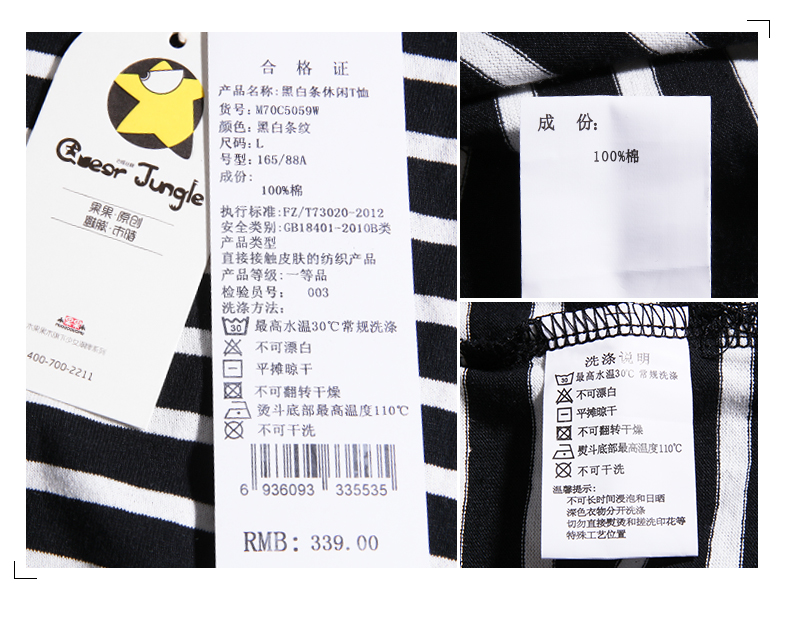 Queer Jungle
果果·原创
市嘀
400-700-2211
合 格 证
产品名称:黑白条休闲T恤
货号:M70C5059W
颜色:黑白条纹
尺码:L
号型:165/88A
成份:
100%棉
执行标准:FZ/T73020-2012
安全类别:GB18401-2010B类
产品类型
直接接触皮肤的纺织产品
产品等级:一等品
检验员号: 003
洗涤方法:
30 最高水温30℃常规洗涤
不可漂白
平摊晾干
不可翻转干燥
熨斗底部最高温度110℃
不可干洗
6 936093 335535
RMB: 339.00
成 份:
100%棉
洗涤说明
30 最高水温30℃ 常规洗涤
不可漂白
平摊晾干
不可翻转干燥
熨斗底部最高温度110℃
不可干洗
温馨提示:
不可长时间浸泡和日晒
深色衣物分开洗涤
切勿直接熨烫和搓洗印花等
特殊工艺位置